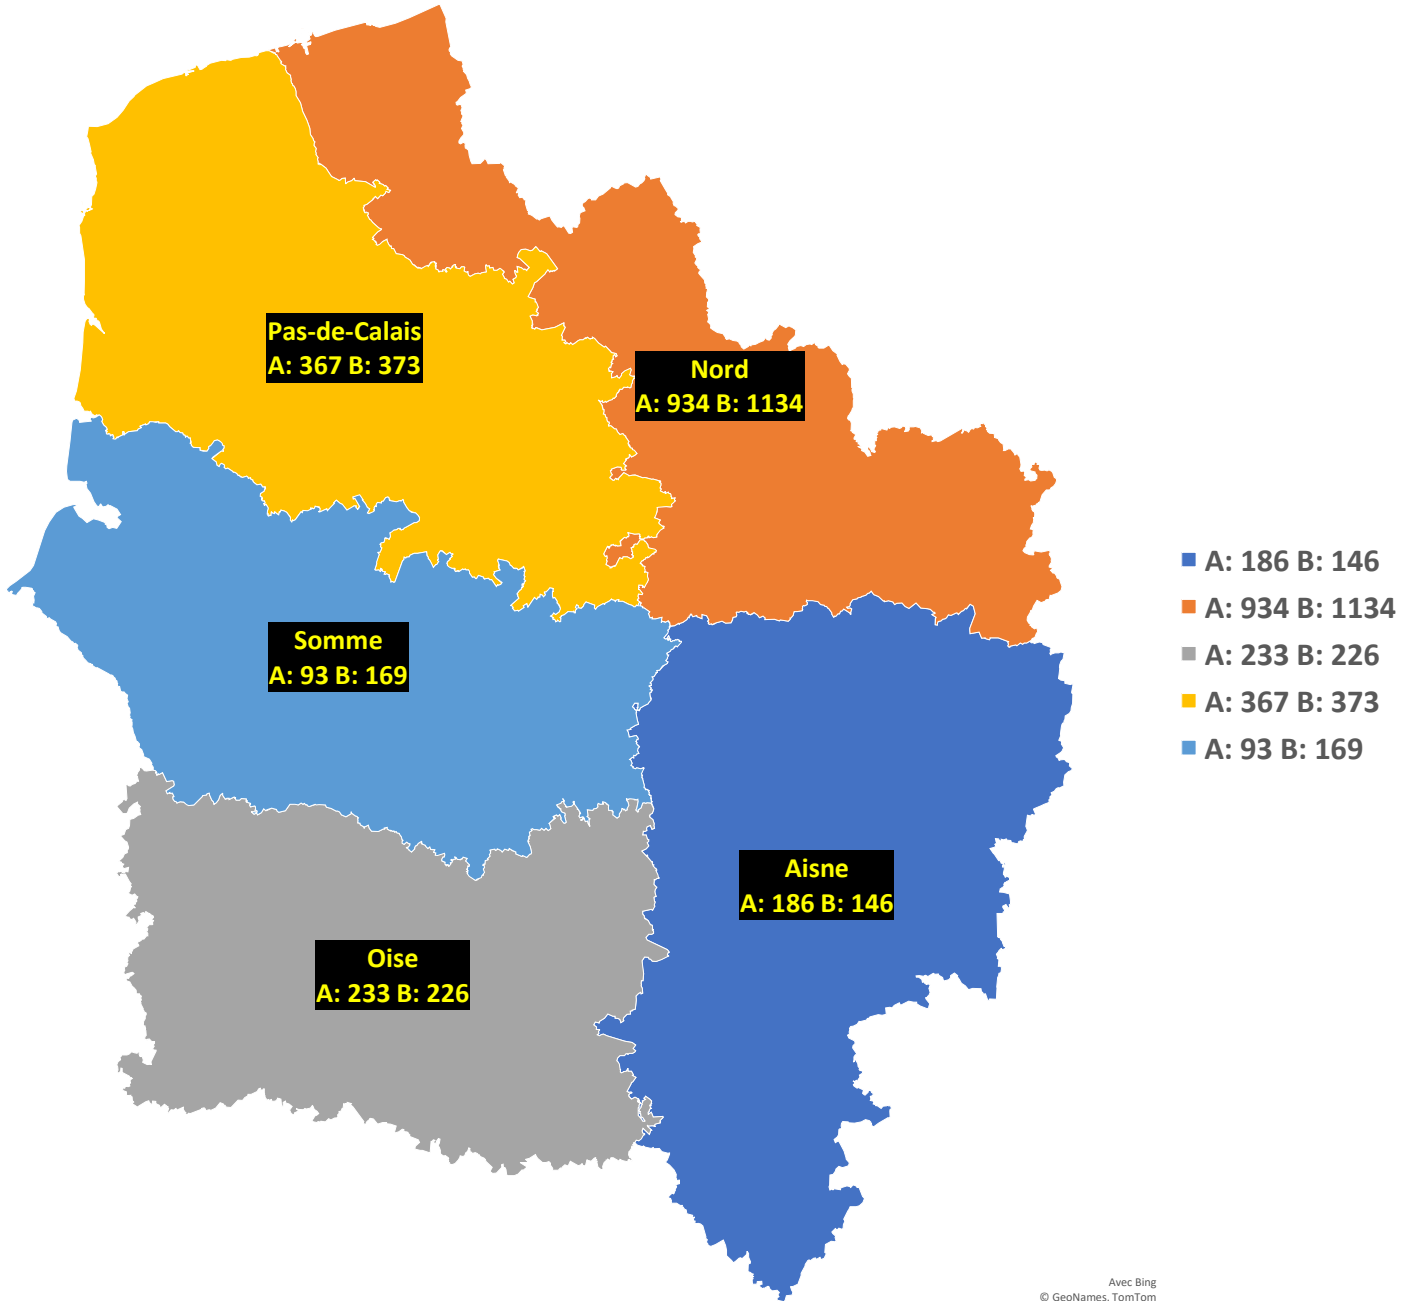 Pas-de-Calais
A: 367 B: 373
Nord
A: 934 B: 1134
Somme
A: 93 B: 169
Aisne
A: 186 B: 146
Oise
A: 233 B: 226
A: 186 B: 146
A: 934 B: 1134
A: 233 B: 226
A: 367 B: 373
A: 93 B: 169
Avec Bing
© GeoNames, TomTom